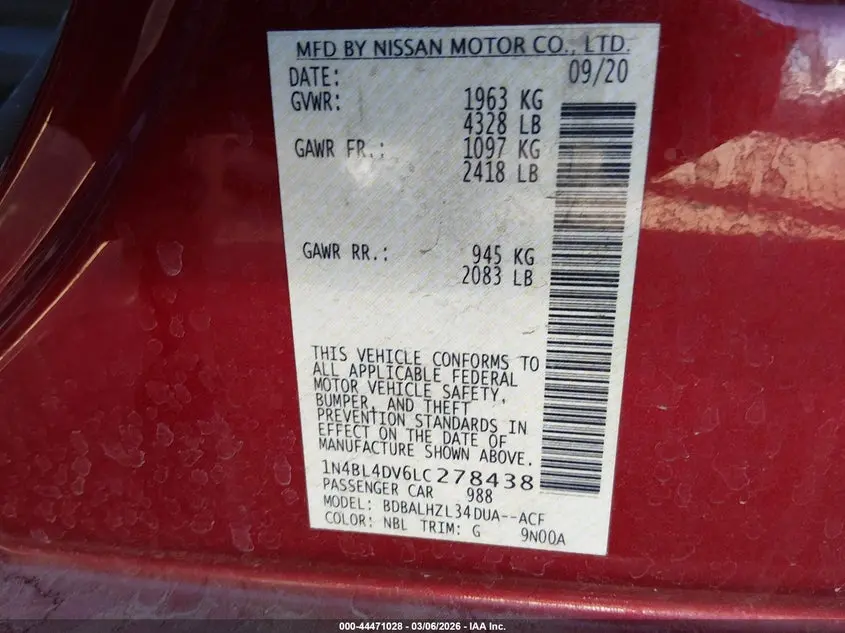 MFD BY NISSAN MOTOR CO., LTD.
DATE: 09/20
GVWR: 1963 KG
4328 LB
GAWR FR.: 1097 KG
2418 LB
GAWR RR.: 945 KG
2083 LB
THIS VEHICLE CONFORMS TO
ALL APPLICABLE FEDERAL
MOTOR VEHICLE SAFETY,
BUMPER, AND THEFT
PREVENTION STANDARDS IN
EFFECT ON THE DATE OF
MANUFACTURE SHOWN ABOVE.
1N4BL4DV6LC278438
PASSENGER CAR 988
MODEL: BDBALHZL34DUA--ACF
COLOR: NBL TRIM: G 9N00A
000-44471028 - 03/06/2026 - IAA Inc.